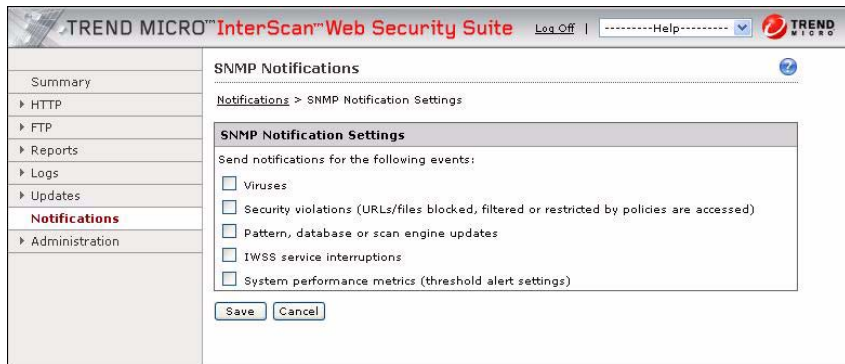 TREND MICRO™ InterScan™ Web Security Suite
Log Off | ---------Help---------
TREND MICRO
Summary
HTTP
FTP
Reports
Logs
Updates
Notifications
Administration
SNMP Notifications
Notifications > SNMP Notification Settings
SNMP Notification Settings
Send notifications for the following events:
Viruses
Security violations (URLs/files blocked, filtered or restricted by policies are accessed)
Pattern, database or scan engine updates
IWSS service interruptions
System performance metrics (threshold alert settings)
Save Cancel